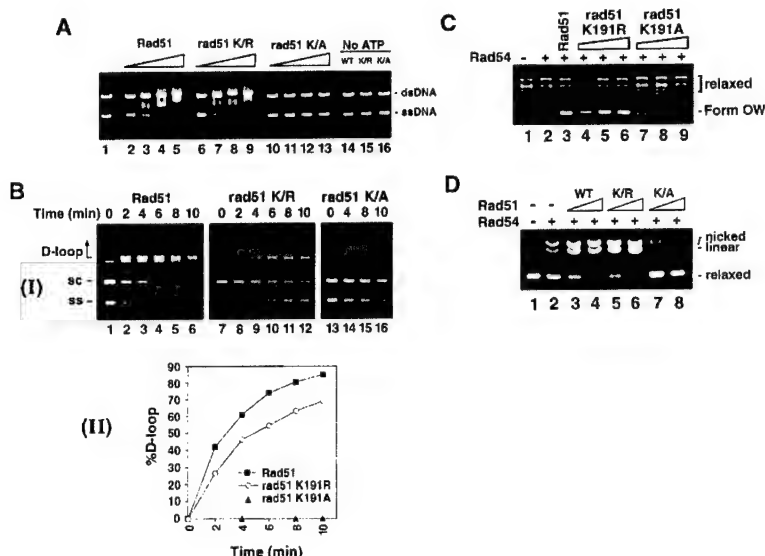 A
Rad51 rad51 K/R rad51 K/A No ATP
WT K/R K/A
- dsDNA
- ssDNA
1 2 3 4 5 6 7 8 9 10 11 12 13 14 15 16
B
Rad51 rad51 K/R rad51 K/A
Time (min) 0 2 4 6 8 10 0 2 4 6 8 10 0 4 8 10
D-loop
(I)
sc –
ss –
1 2 3 4 5 6 7 8 9 10 11 12 13 14 15 16
(II)
%D-loop
90
80
70
60
50
40
30
20
10
0
Rad51
rad51 K191R
rad51 K191A
0 2 4 6 8 10
Time (min)
C
Rad51
rad51 K191R
rad51 K191A
Rad54 - + + + + + + + +
relaxed
- Form OW
1 2 3 4 5 6 7 8 9
D
Rad51 - - WT K/R K/A
Rad54 - + + + + + + +
nicked
linear
- relaxed
1 2 3 4 5 6 7 8